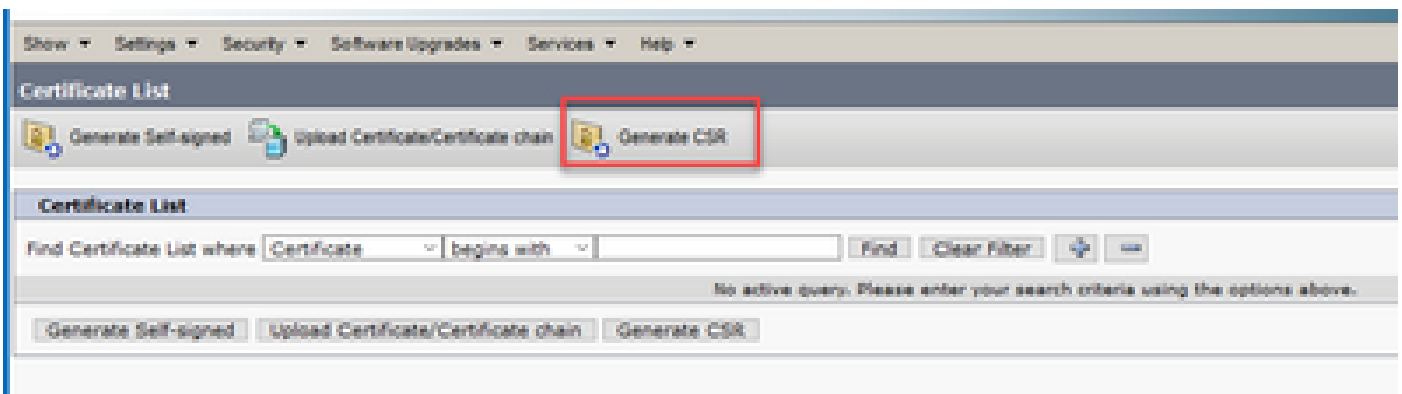 Show Settings Security Software Upgrades Services Help
Certificate List
Generate Self-signed Upload Certificate/Certificate chain Generate CSR
Certificate List
Find Certificate List where Certificate begins with Find Clear Filter
No active query. Please enter your search criteria using the options above.
Generate Self-signed Upload Certificate/Certificate chain Generate CSR